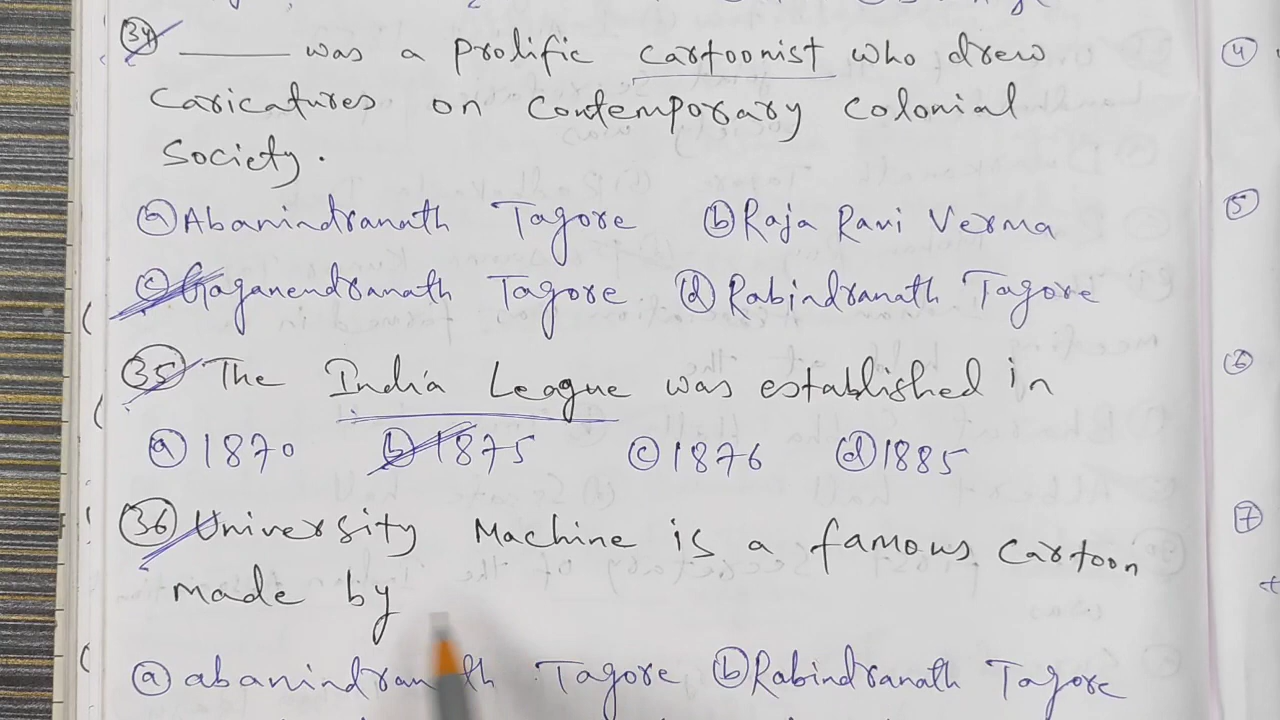 34 ______ was a prolific cartoonist who drew
caricatures on contemporary colonial
society.
a Abanindranath Tagore b Raja Ravi Verma
c Gaganendranath Tagore d Rabindranath Tagore
35 The India League was established in
a 1870 b 1875 c 1876 d 1885
36 University Machine is a famous cartoon
made by
a abanindranath Tagore b Rabindranath Tagore
4
5
6
7